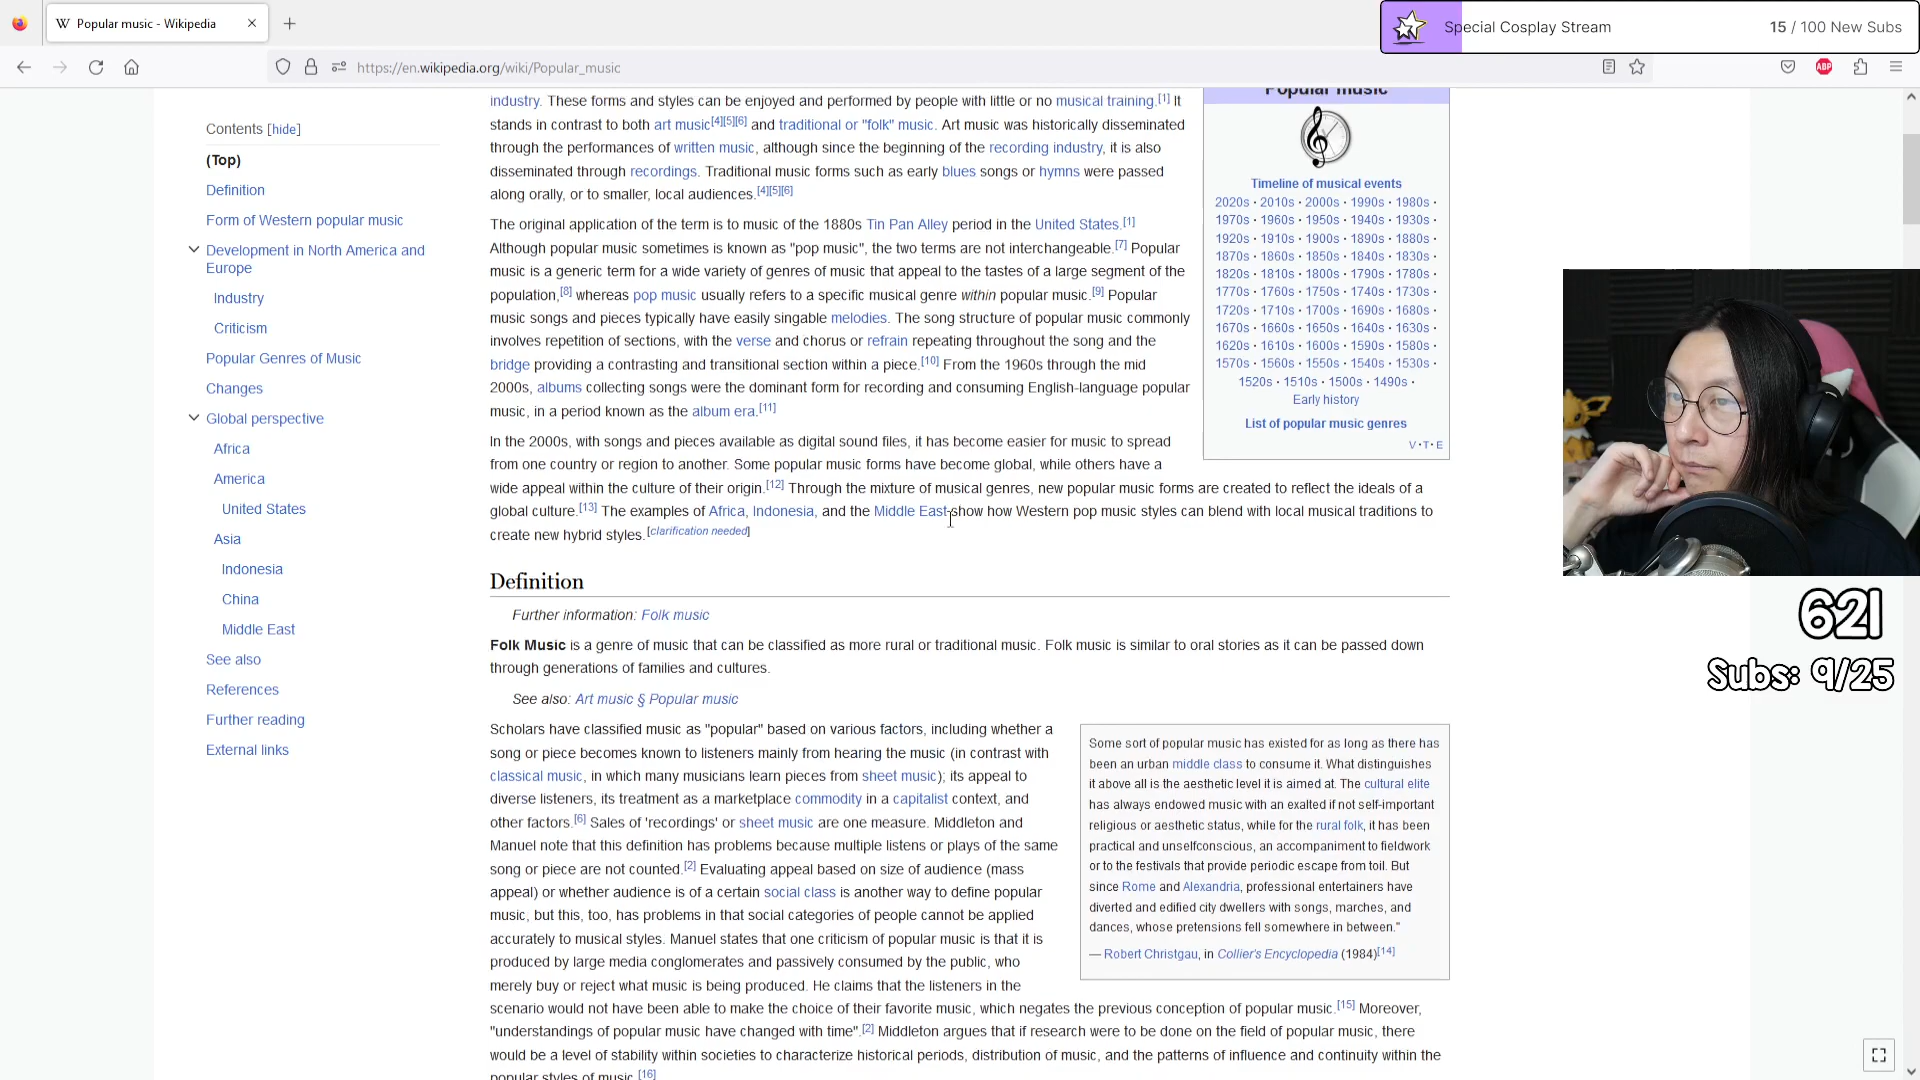 Popular music - Wikipedia
Special Cosplay Stream
15 / 100 New Subs
https://en.wikipedia.org/wiki/Popular_music
ABP
Contents [hide]
(Top)
Definition
Form of Western popular music
Development in North America and
Europe
Industry
Criticism
Popular Genres of Music
Changes
Global perspective
Africa
America
United States
Asia
Indonesia
China
Middle East
See also
References
Further reading
External links
industry. These forms and styles can be enjoyed and performed by people with little or no musical training.[1] It
stands in contrast to both art music[4][5][6] and traditional or "folk" music. Art music was historically disseminated
through the performances of written music, although since the beginning of the recording industry, it is also
disseminated through recordings. Traditional music forms such as early blues songs or hymns were passed
along orally, or to smaller, local audiences.[4][5][6]
The original application of the term is to music of the 1880s Tin Pan Alley period in the United States.[1]
Although popular music sometimes is known as "pop music", the two terms are not interchangeable.[7] Popular
music is a generic term for a wide variety of genres of music that appeal to the tastes of a large segment of the
population,[8] whereas pop music usually refers to a specific musical genre within popular music.[9] Popular
music songs and pieces typically have easily singable melodies. The song structure of popular music commonly
involves repetition of sections, with the verse and chorus or refrain repeating throughout the song and the
bridge providing a contrasting and transitional section within a piece.[10] From the 1960s through the mid
2000s, albums collecting songs were the dominant form for recording and consuming English-language popular
music, in a period known as the album era.[11]
In the 2000s, with songs and pieces available as digital sound files, it has become easier for music to spread
from one country or region to another. Some popular music forms have become global, while others have a
wide appeal within the culture of their origin.[12] Through the mixture of musical genres, new popular music forms are created to reflect the ideals of a
global culture.[13] The examples of Africa, Indonesia, and the Middle East show how Western pop music styles can blend with local musical traditions to
create new hybrid styles.[clarification needed]
Popular music
Timeline of musical events
2020s · 2010s · 2000s · 1990s · 1980s ·
1970s · 1960s · 1950s · 1940s · 1930s ·
1920s · 1910s · 1900s · 1890s · 1880s ·
1870s · 1860s · 1850s · 1840s · 1830s ·
1820s · 1810s · 1800s · 1790s · 1780s ·
1770s · 1760s · 1750s · 1740s · 1730s ·
1720s · 1710s · 1700s · 1690s · 1680s ·
1670s · 1660s · 1650s · 1640s · 1630s ·
1620s · 1610s · 1600s · 1590s · 1580s ·
1570s · 1560s · 1550s · 1540s · 1530s ·
1520s · 1510s · 1500s · 1490s ·
Early history
List of popular music genres
V · T · E
Definition
Further information: Folk music
Folk Music is a genre of music that can be classified as more rural or traditional music. Folk music is similar to oral stories as it can be passed down
through generations of families and cultures.
See also: Art music § Popular music
Scholars have classified music as "popular" based on various factors, including whether a
song or piece becomes known to listeners mainly from hearing the music (in contrast with
classical music, in which many musicians learn pieces from sheet music); its appeal to
diverse listeners, its treatment as a marketplace commodity in a capitalist context, and
other factors.[6] Sales of 'recordings' or sheet music are one measure. Middleton and
Manuel note that this definition has problems because multiple listens or plays of the same
song or piece are not counted.[2] Evaluating appeal based on size of audience (mass
appeal) or whether audience is of a certain social class is another way to define popular
music, but this, too, has problems in that social categories of people cannot be applied
accurately to musical styles. Manuel states that one criticism of popular music is that it is
produced by large media conglomerates and passively consumed by the public, who
merely buy or reject what music is being produced. He claims that the listeners in the
scenario would not have been able to make the choice of their favorite music, which negates the previous conception of popular music.[15] Moreover,
"understandings of popular music have changed with time".[2] Middleton argues that if research were to be done on the field of popular music, there
would be a level of stability within societies to characterize historical periods, distribution of music, and the patterns of influence and continuity within the
popular styles of music.[16]
Some sort of popular music has existed for as long as there has
been an urban middle class to consume it. What distinguishes
it above all is the aesthetic level it is aimed at. The cultural elite
has always endowed music with an exalted if not self-important
religious or aesthetic status, while for the rural folk, it has been
practical and unselfconscious, an accompaniment to fieldwork
or to the festivals that provide periodic escape from toil. But
since Rome and Alexandria, professional entertainers have
diverted and edified city dwellers with songs, marches, and
dances, whose pretensions fell somewhere in between."
— Robert Christgau, in Collier's Encyclopedia (1984)[14]
621
Subs: 9/25